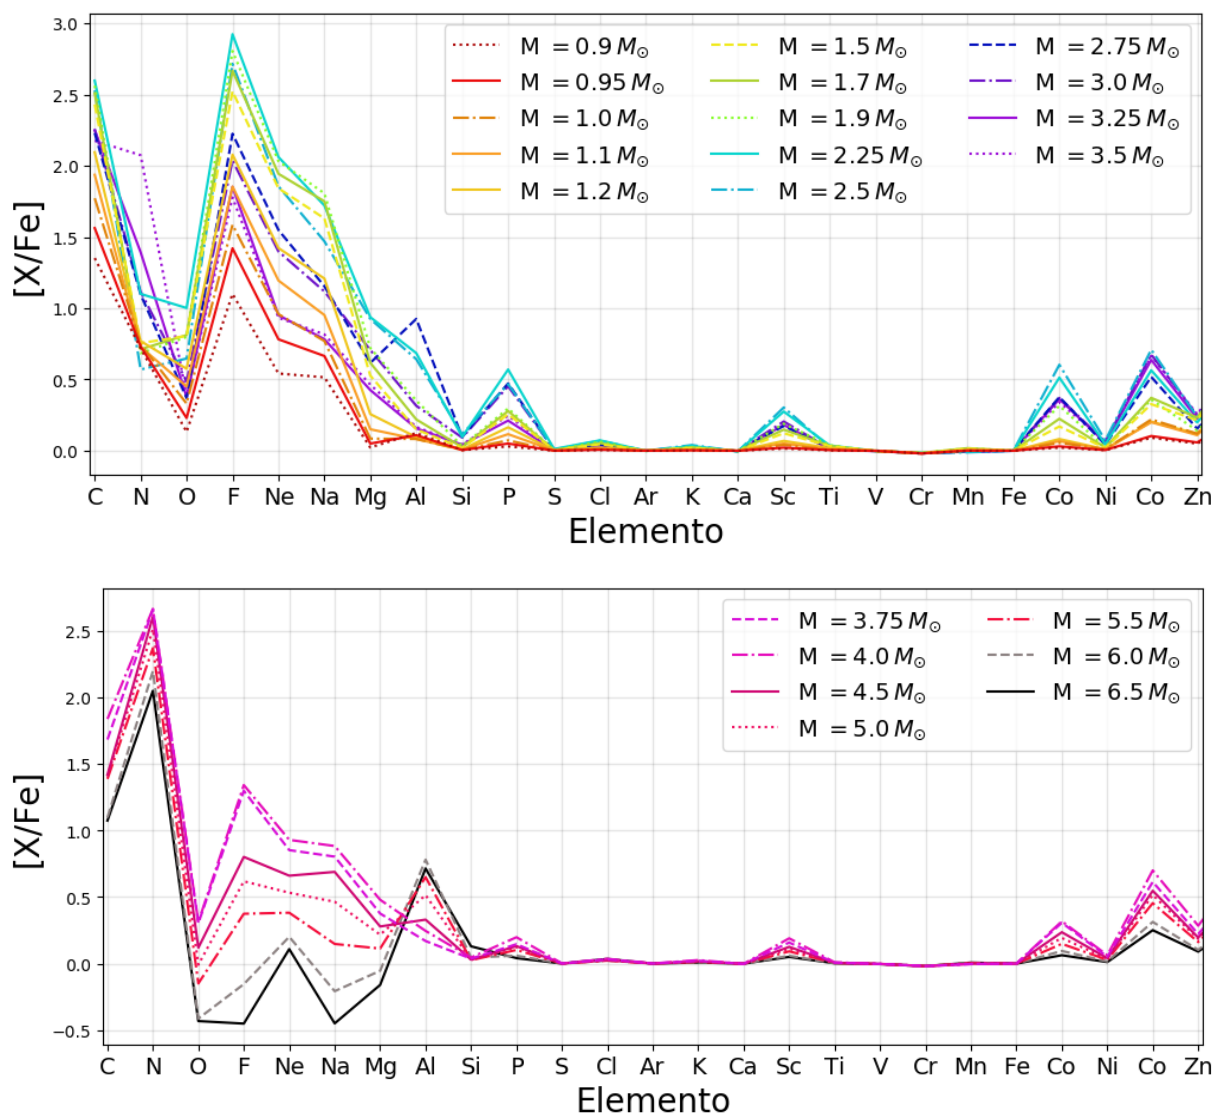 3.0
2.5
2.0
1.5
1.0
0.5
0.0
[X/Fe]
M = 0.9 M⊙
M = 0.95 M⊙
M = 1.0 M⊙
M = 1.1 M⊙
M = 1.2 M⊙
M = 1.5 M⊙
M = 1.7 M⊙
M = 1.9 M⊙
M = 2.25 M⊙
M = 2.5 M⊙
M = 2.75 M⊙
M = 3.0 M⊙
M = 3.25 M⊙
M = 3.5 M⊙
C N O F Ne Na Mg Al Si P S Cl Ar K Ca Sc Ti V Cr Mn Fe Co Ni Co Zn
Elemento
2.5
2.0
1.5
1.0
0.5
0.0
−0.5
[X/Fe]
M = 3.75 M⊙
M = 4.0 M⊙
M = 4.5 M⊙
M = 5.0 M⊙
M = 5.5 M⊙
M = 6.0 M⊙
M = 6.5 M⊙
C N O F Ne Na Mg Al Si P S Cl Ar K Ca Sc Ti V Cr Mn Fe Co Ni Co Zn
Elemento